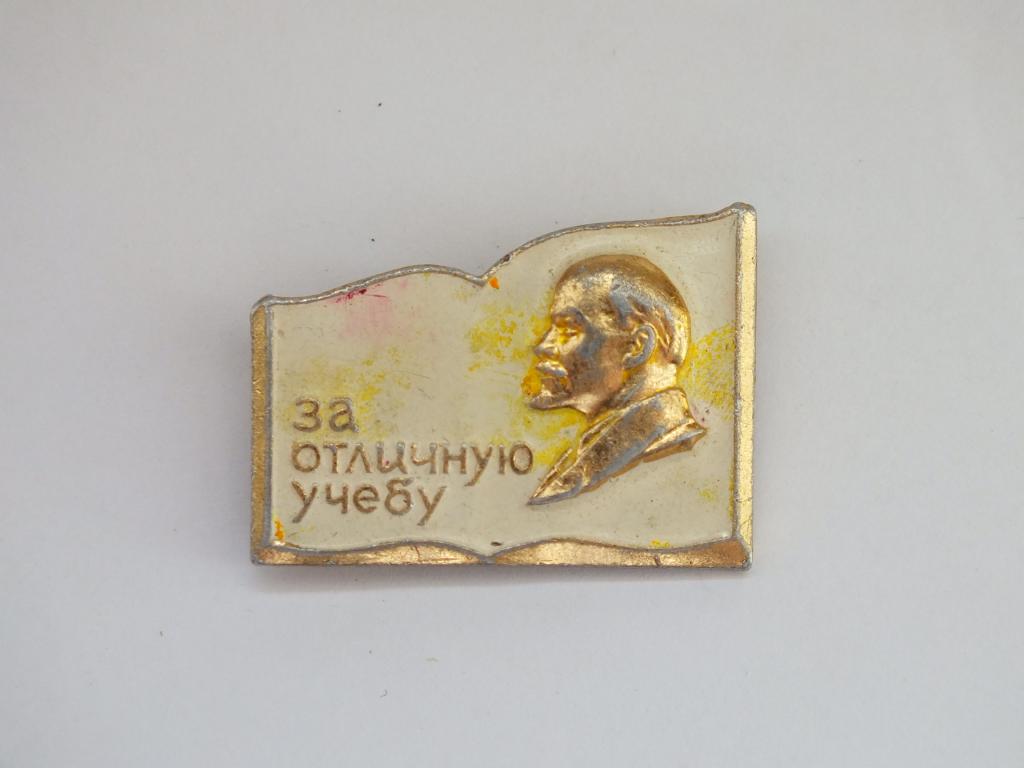 за
отличную
учебу